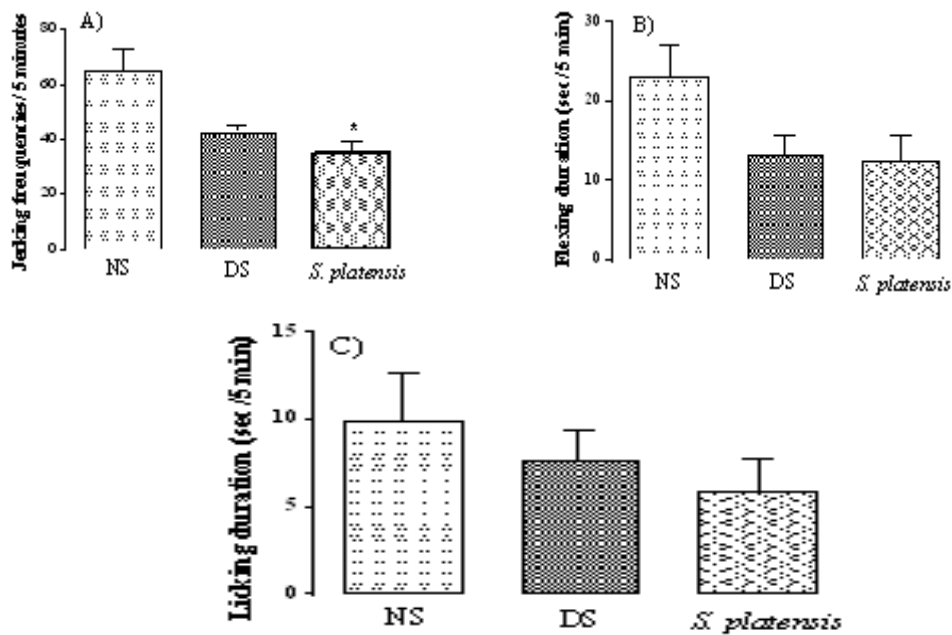 A)
Jerking frequencies / 5 minutes
80
60
40
20
0
*
NS
DS
S. platensis
B)
Flexing duration (sec / 5 min)
30
20
10
0
NS
DS
S. platensis
C)
Licking duration (sec /5 min)
15
10
5
0
NS
DS
S. platensis